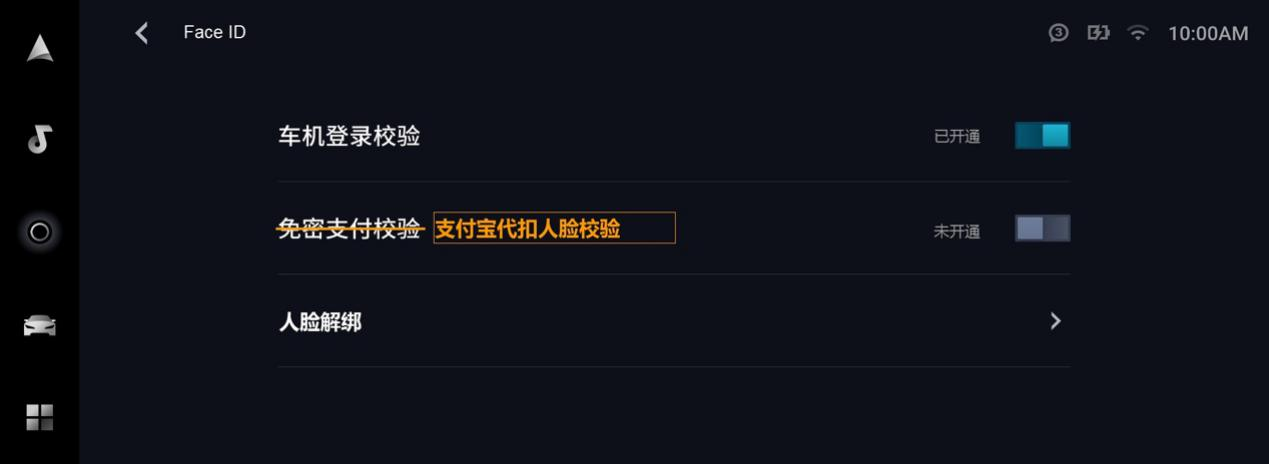 Face ID
3
10:00AM
车机登录校验 已开通
免密支付校验 支付宝代扣人脸校验 未开通
人脸解绑